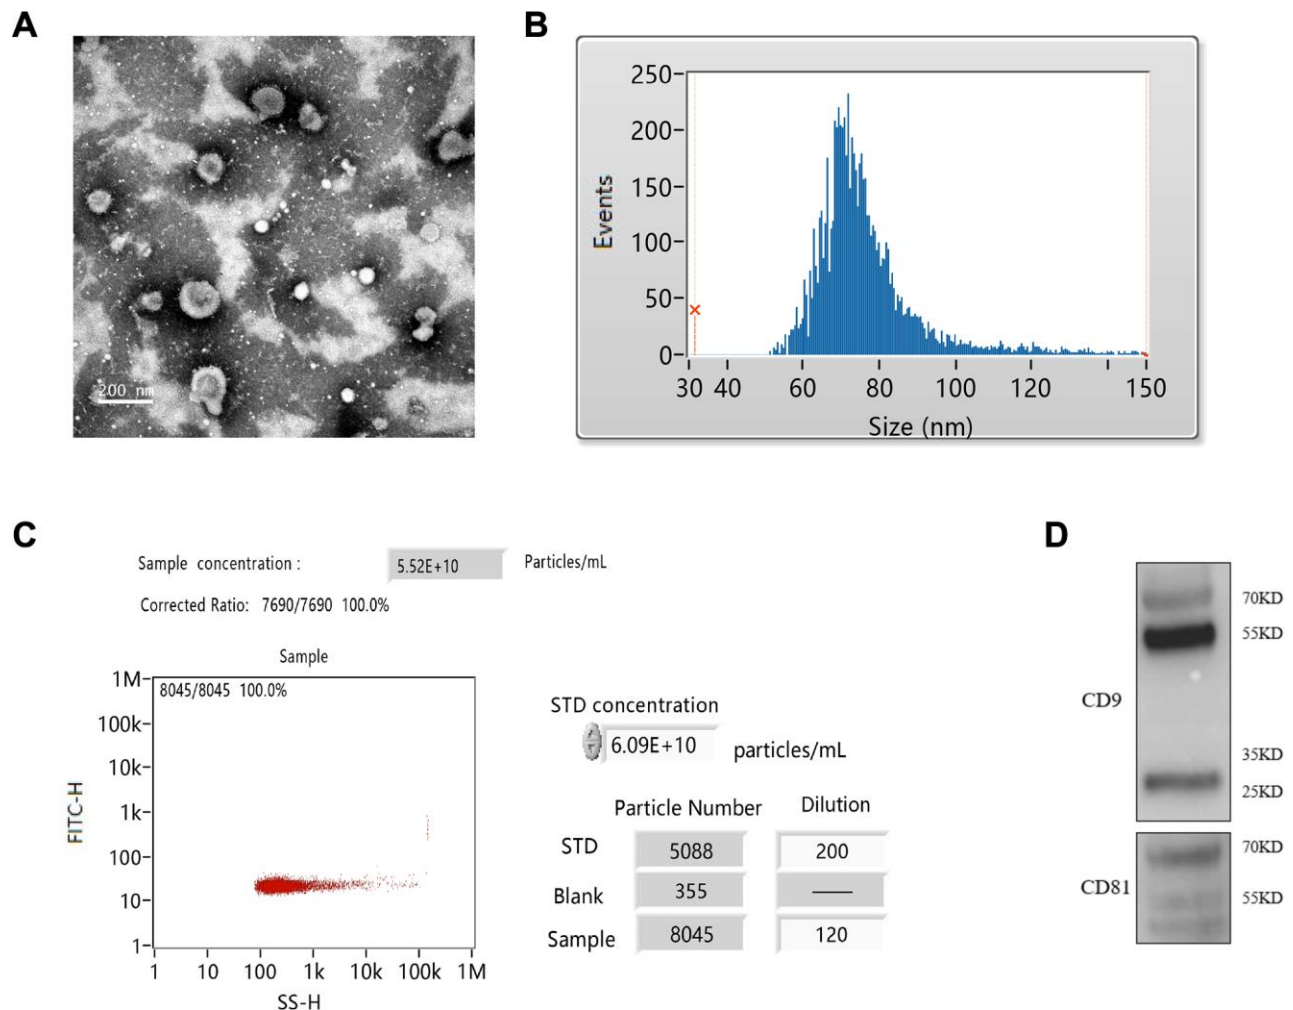 A
B
200 nm
250
200
150
100
50
0
Events
30 40 60 80 100 120 150
Size (nm)
C
D
Sample concentration : 5.52E+10 Particles/mL
Corrected Ratio: 7690/7690 100.0%
Sample
8045/8045 100.0%
1M
100k
10k
1k
100
10
1
FITC-H
1 10 100 1k 10k 100k 1M
SS-H
STD concentration
6.09E+10 particles/mL
Particle Number Dilution
STD 5088 200
Blank 355 —
Sample 8045 120
70KD
55KD
CD9
35KD
25KD
70KD
CD81
55KD